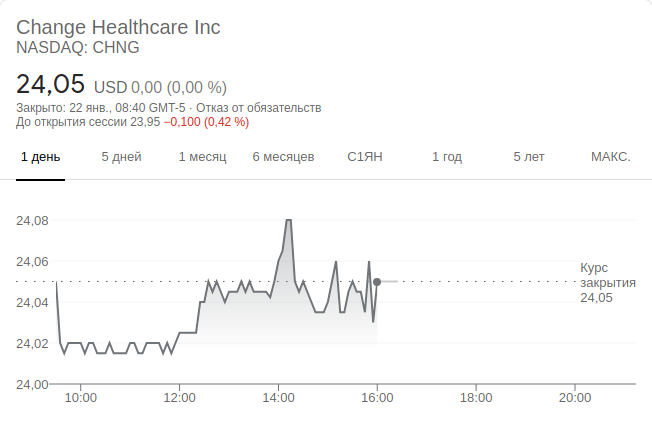 Change Healthcare Inc
NASDAQ: CHNG
24,05 USD 0,00 (0,00 %)
Закрыто: 22 янв., 08:40 GMT-5 · Отказ от обязательств
До открытия сессии 23,95 −0,100 (0,42 %)
1 день 5 дней 1 месяц 6 месяцев С1ЯН 1 год 5 лет МАКС.
24,08
24,06
Курс
закрытия
24,05
24,04
24,02
24,00
10:00 12:00 14:00 16:00 18:00 20:00